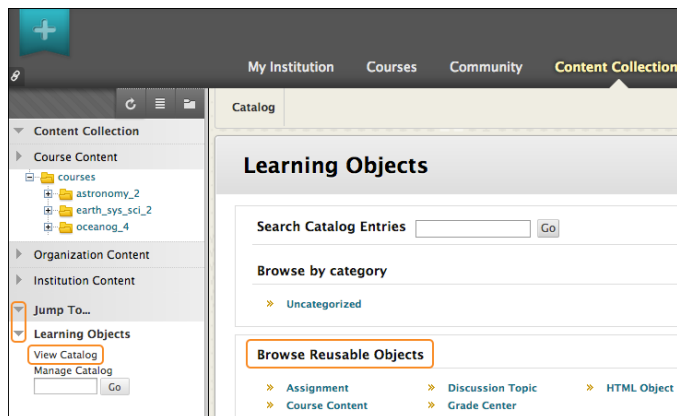 My Institution Courses Community Content Collection
Catalog
Content Collection
Course Content
courses
astronomy_2
earth_sys_sci_2
oceanog_4
Organization Content
Institution Content
Jump To...
Learning Objects
View Catalog
Manage Catalog
Go
Learning Objects
Search Catalog Entries Go
Browse by category
Uncategorized
Browse Reusable Objects
Assignment Discussion Topic HTML Object
Course Content Grade Center